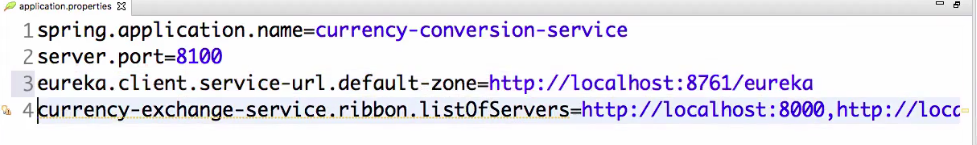 application.properties
1 spring.application.name=currency-conversion-service
2 server.port=8100
3 eureka.client.service-url.default-zone=http://localhost:8761/eureka
4 currency-exchange-service.ribbon.listOfServers=http://localhost:8000,http://loca